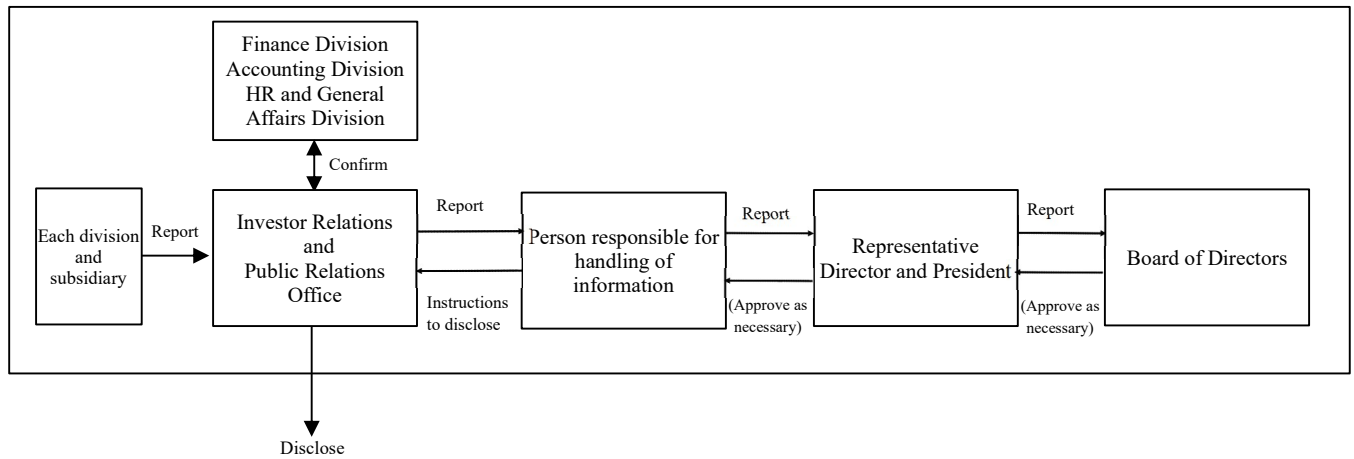 Finance Division
Accounting Division
HR and General
Affairs Division
Confirm
Each division
and
subsidiary
Report
Investor Relations
and
Public Relations
Office
Report
Instructions
to disclose
Person responsible for
handling of
information
Report
(Approve as
necessary)
Representative
Director and President
Report
(Approve as
necessary)
Board of Directors
Disclose